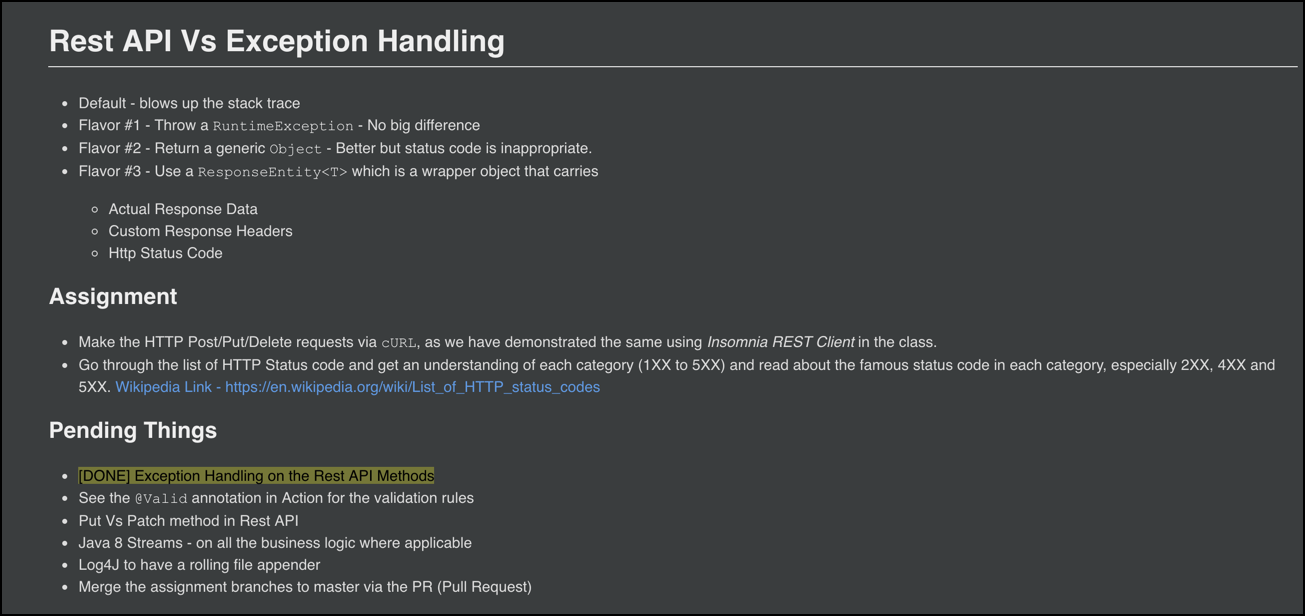 Rest API Vs Exception Handling
Default - blows up the stack trace
Flavor #1 - Throw a RuntimeException - No big difference
Flavor #2 - Return a generic Object - Better but status code is inappropriate.
Flavor #3 - Use a ResponseEntity<T> which is a wrapper object that carries
Actual Response Data
Custom Response Headers
Http Status Code
Assignment
Make the HTTP Post/Put/Delete requests via cURL, as we have demonstrated the same using Insomnia REST Client in the class.
Go through the list of HTTP Status code and get an understanding of each category (1XX to 5XX) and read about the famous status code in each category, especially 2XX, 4XX and
5XX. Wikipedia Link - https://en.wikipedia.org/wiki/List_of_HTTP_status_codes
Pending Things
[DONE] Exception Handling on the Rest API Methods
See the @Valid annotation in Action for the validation rules
Put Vs Patch method in Rest API
Java 8 Streams - on all the business logic where applicable
Log4J to have a rolling file appender
Merge the assignment branches to master via the PR (Pull Request)